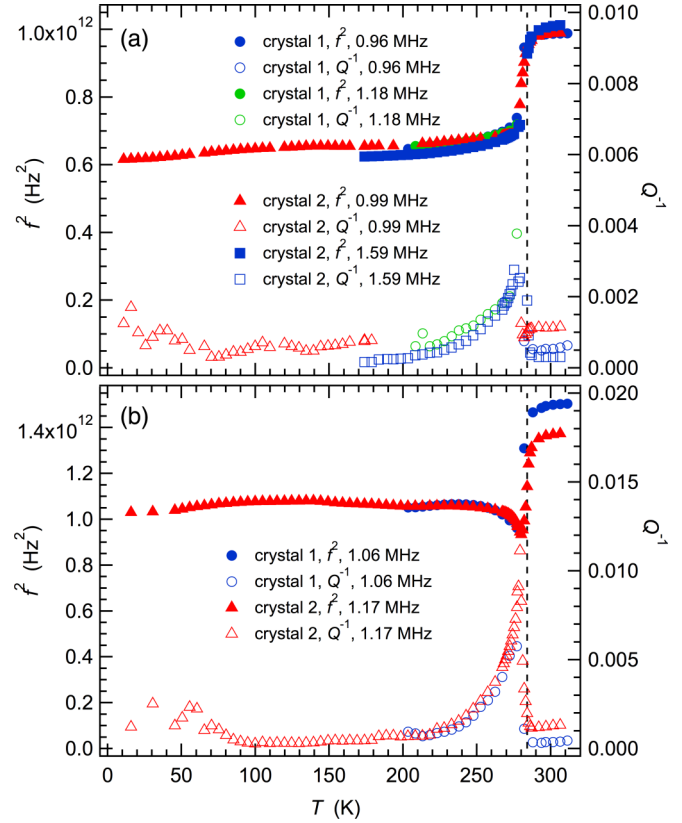 (a)
1.0x10¹²
0.8
0.6
0.4
0.2
0.0
f² (Hz²)
0.010
0.008
0.006
0.004
0.002
0.000
Q⁻¹
crystal 1, f², 0.96 MHz
crystal 1, Q⁻¹, 0.96 MHz
crystal 1, f², 1.18 MHz
crystal 1, Q⁻¹, 1.18 MHz
crystal 2, f², 0.99 MHz
crystal 2, Q⁻¹, 0.99 MHz
crystal 2, f², 1.59 MHz
crystal 2, Q⁻¹, 1.59 MHz
(b)
1.4x10¹²
1.2
1.0
0.8
0.6
0.4
0.2
0.0
f² (Hz²)
0.020
0.015
0.010
0.005
0.000
Q⁻¹
crystal 1, f², 1.06 MHz
crystal 1, Q⁻¹, 1.06 MHz
crystal 2, f², 1.17 MHz
crystal 2, Q⁻¹, 1.17 MHz
0 50 100 150 200 250 300
T (K)